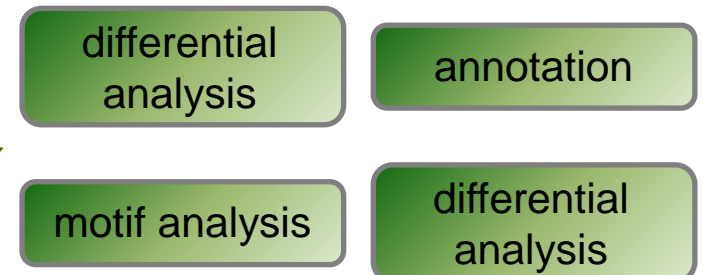 differential
analysis
annotation
motif analysis
differential
analysis